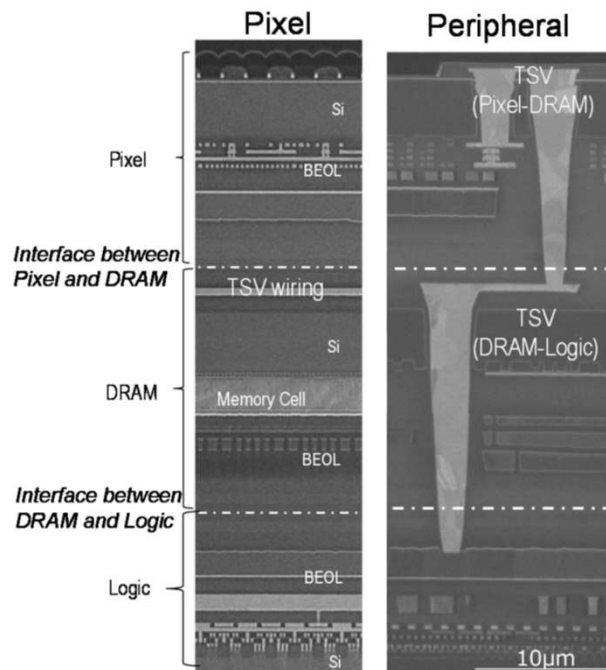 Pixel
Peripheral
TSV
(Pixel-DRAM)
Si
Pixel
BEOL
Interface between
Pixel and DRAM
TSV wiring
TSV
(DRAM-Logic)
Si
DRAM
Memory Cell
BEOL
Interface between
DRAM and Logic
BEOL
Logic
Si
10μm